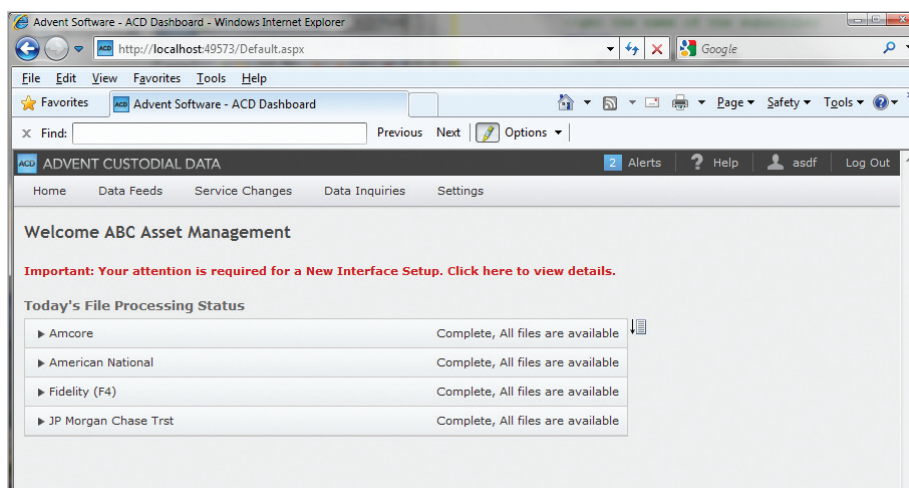 Advent Software - ACD Dashboard - Windows Internet Explorer
ACD http://localhost:49573/Default.aspx
Google
File Edit View Favorites Tools Help
Favorites ACD Advent Software - ACD Dashboard Page Safety Tools
x Find: Previous Next Options
ACD ADVENT CUSTODIAL DATA 2 Alerts ? Help asdf Log Out
Home Data Feeds Service Changes Data Inquiries Settings
Welcome ABC Asset Management
Important: Your attention is required for a New Interface Setup. Click here to view details.
Today's File Processing Status
Amcore Complete, All files are available
American National Complete, All files are available
Fidelity (F4) Complete, All files are available
JP Morgan Chase Trst Complete, All files are available